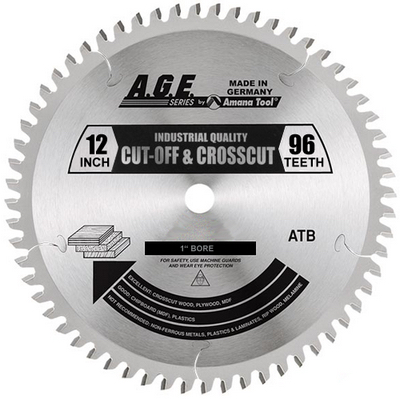 A.G.E.
SERIES by Amana Tool®
MADE IN
GERMANY
INDUSTRIAL QUALITY
12
INCH
CUT-OFF & CROSSCUT
96
TEETH
ATB
1" BORE
FOR SAFETY, USE MACHINE GUARDS
AND WEAR EYE PROTECTION
EXCELLENT: CROSSCUT WOOD, PLYWOOD, MDF
GOOD: CHIPBOARD (MDF), PLASTICS
NOT RECOMMENDED: NON-FERROUS METALS, PLASTICS & LAMINATES, RIP WOOD, MELAMINE